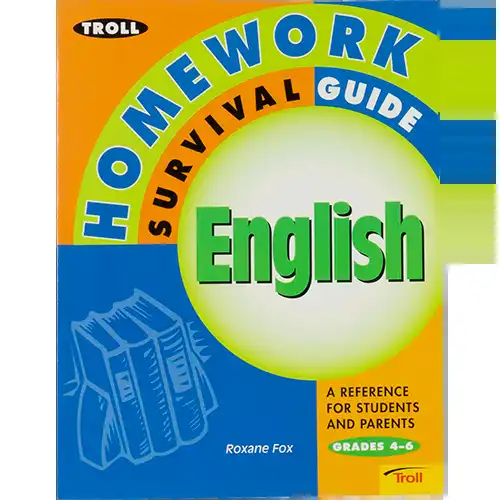 TROLL
HOMEWORK
SURVIVAL GUIDE
English
A REFERENCE
FOR STUDENTS
AND PARENTS
GRADES 4–6
Roxane Fox
Troll